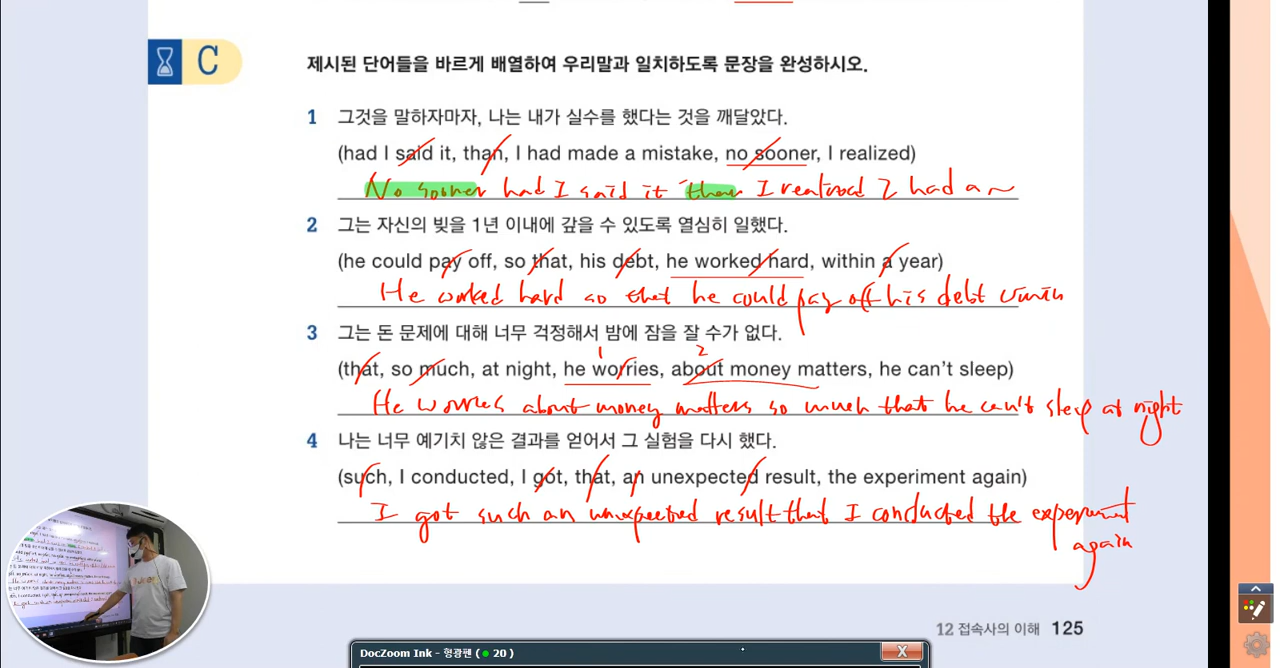 C 제시된 단어들을 바르게 배열하여 우리말과 일치하도록 문장을 완성하시오.
1 그것을 말하자마자, 나는 내가 실수를 했다는 것을 깨달았다.
(had I said it, than, I had made a mistake, no sooner, I realized)
No sooner had I said it than I realized I had a~
2 그는 자신의 빚을 1년 이내에 갚을 수 있도록 열심히 일했다.
(he could pay off, so that, his debt, he worked hard, within a year)
He worked hard so that he could pay off his debt
3 그는 돈 문제에 대해 너무 걱정해서 밤에 잠을 잘 수가 없다.
1 2
(that, so much, at night, he worries, about money matters, he can't sleep)
He worries about money matters so much that he can't sleep at night
4 나는 너무 예기치 않은 결과를 얻어서 그 실험을 다시 했다.
(such, I conducted, I got, that, an unexpected result, the experiment again)
I got such an unexpected result that I conducted the experiment
again
12 접속사의 이해 125
DocZoom Ink - 형광펜 ( 20 ) X